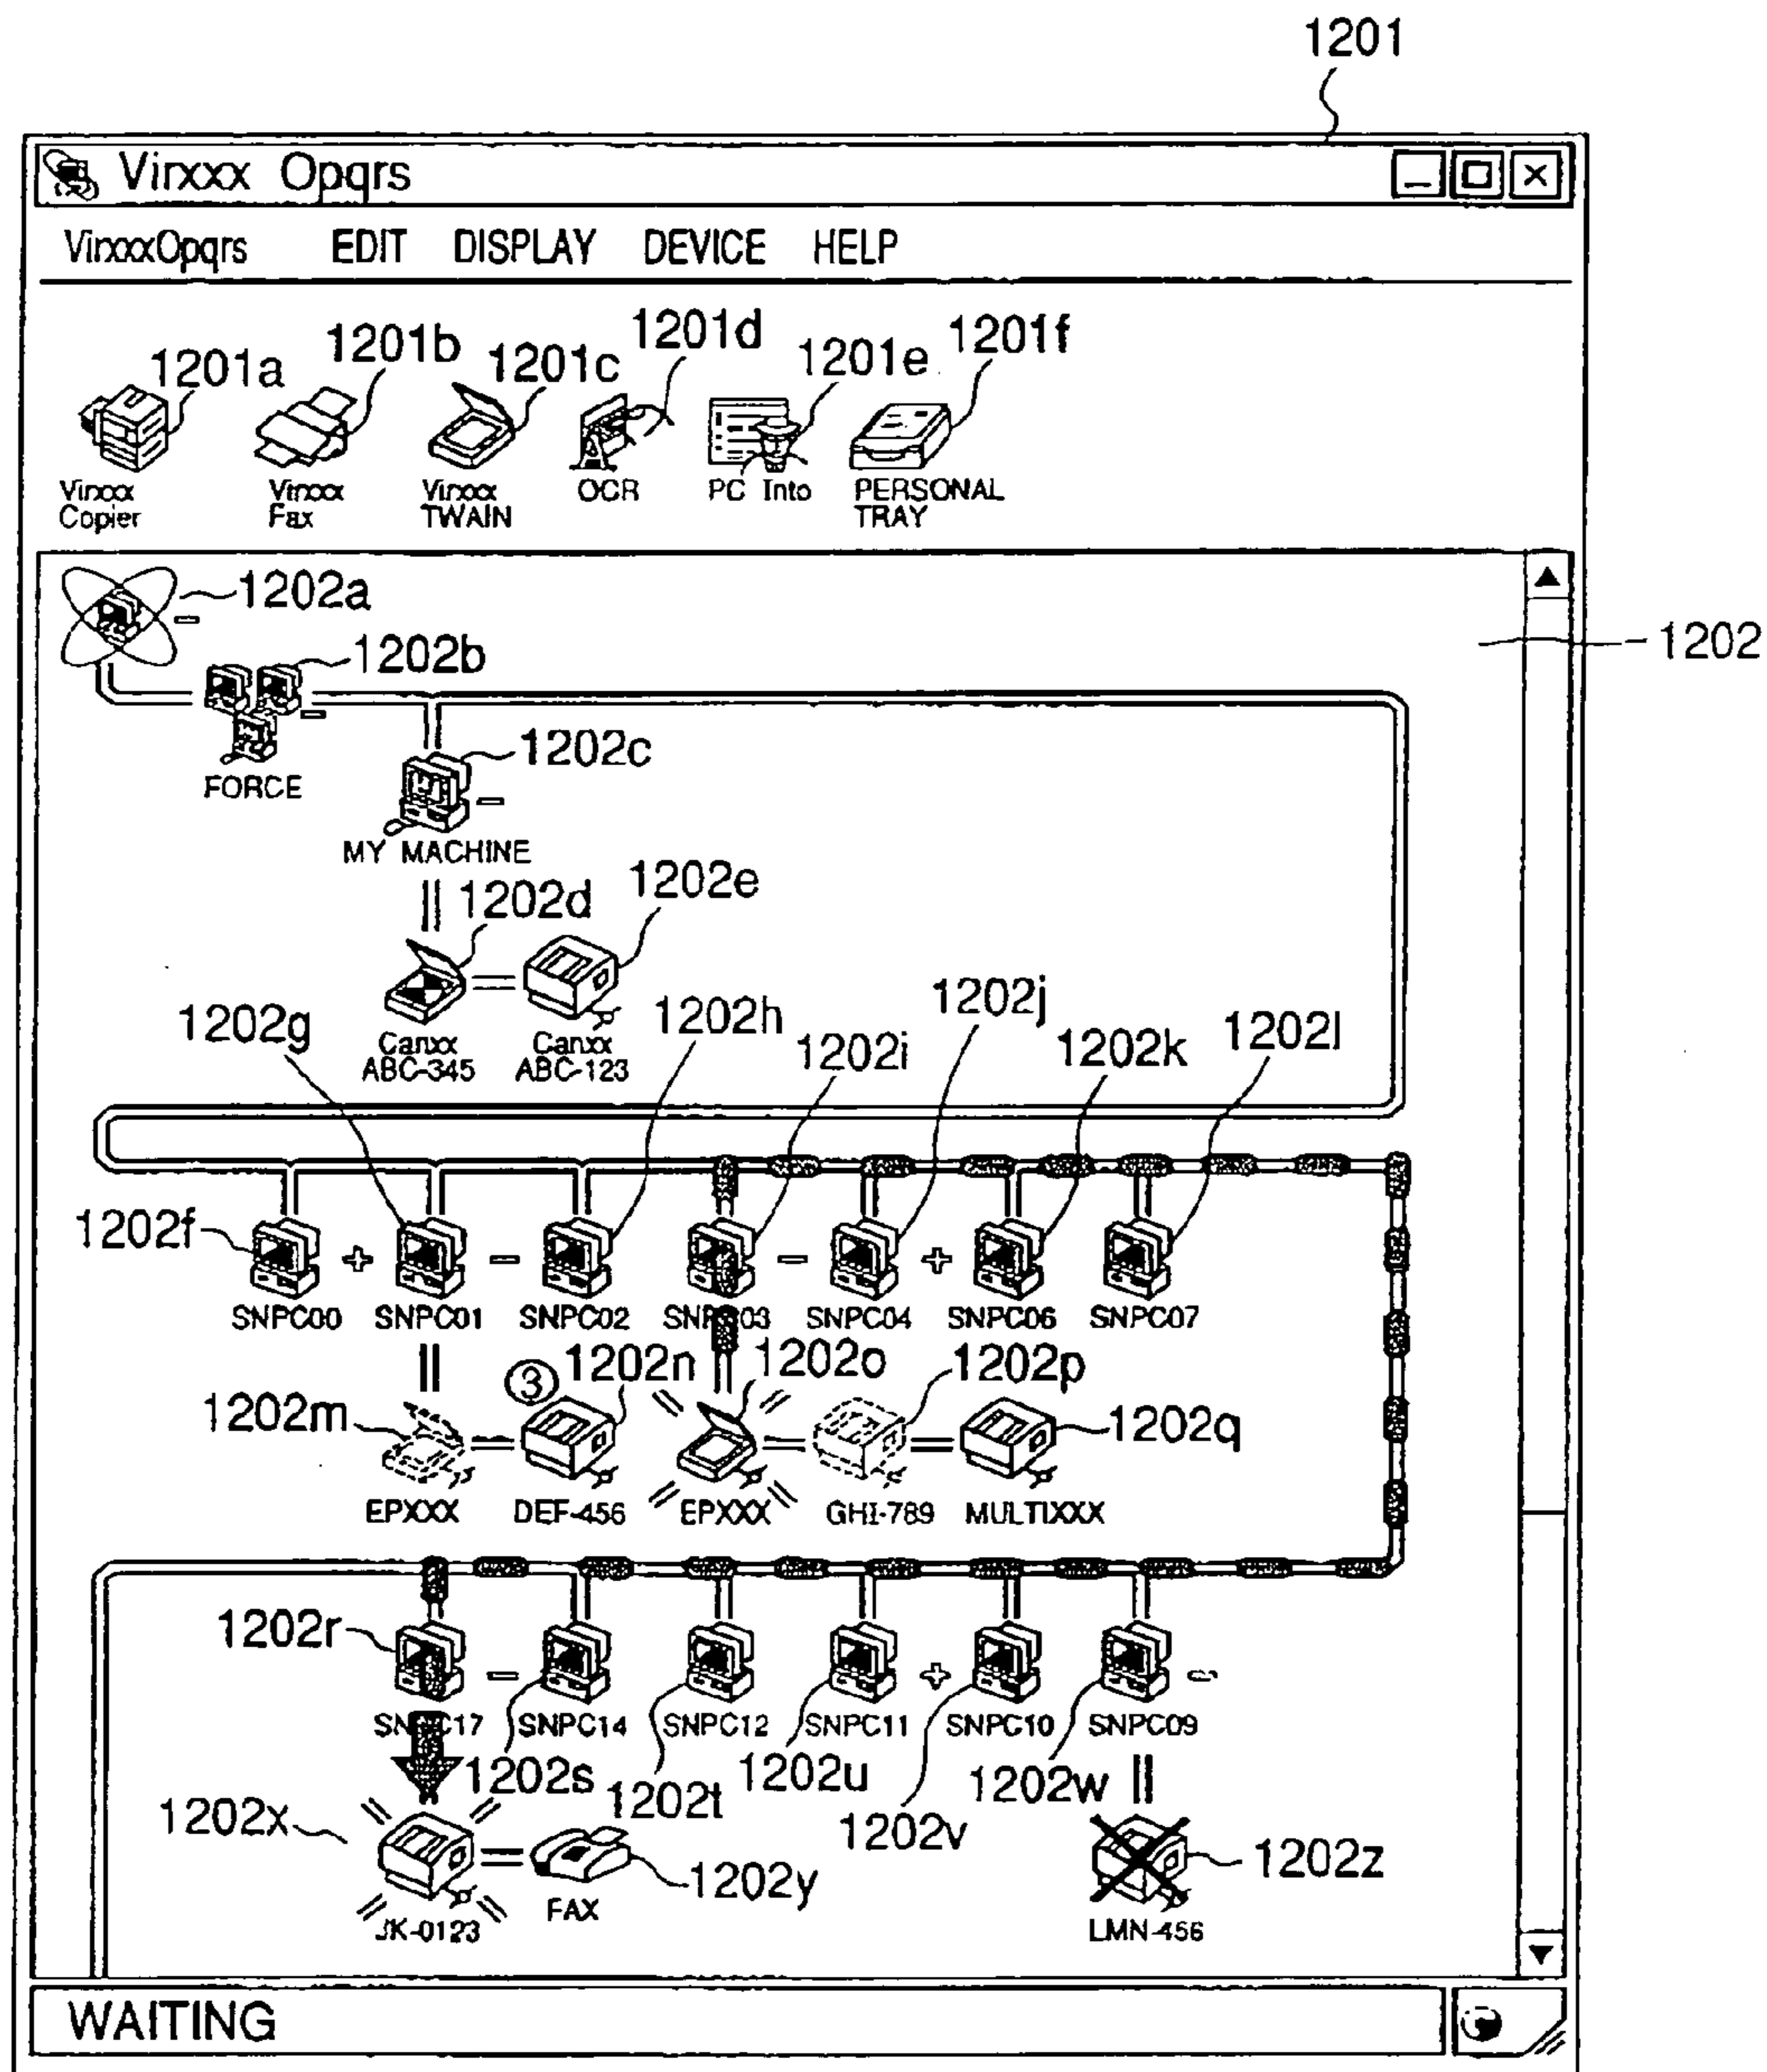 1201
Virxxx Opqrs
VirxxxOpqrs EDIT DISPLAY DEVICE HELP
1201a 1201b 1201c 1201d 1201e 1201f
Virxxx Copier
Virxxx Fax
Virxxx TWAIN
OCR
PC Into
PERSONAL TRAY
1202a
1202
1202b
FORCE
1202c
MY MACHINE
1202d 1202e
Canxx ABC-345
Canxx ABC-123
1202g 1202h 1202i 1202j 1202k 1202l
1202f
SNPC00 SNPC01 SNPC02 SNPC03 SNPC04 SNPC06 SNPC07
1202m ③ 1202n 1202o 1202p 1202q
EPXXX DEF-456 EPXXX GHI-789 MULTIXXX
1202r
SNPC17 SNPC14 SNPC12 SNPC11 SNPC10 SNPC09
1202s 1202t 1202u 1202v 1202w
1202x 1202y 1202z
JK-0123 FAX LMN-456
WAITING